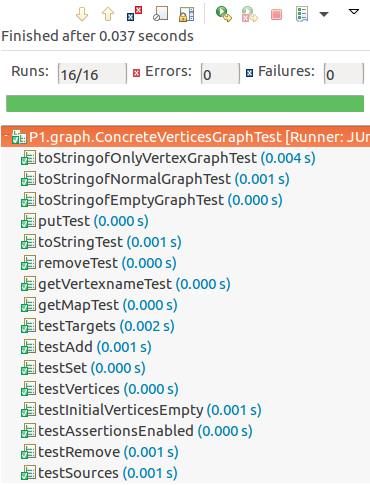 Finished after 0.037 seconds
Runs: 16/16 Errors: 0 Failures: 0
P1.graph.ConcreteVerticesGraphTest [Runner: JUn
toStringofOnlyVertexGraphTest (0.004 s)
toStringofNormalGraphTest (0.001 s)
toStringofEmptyGraphTest (0.000 s)
putTest (0.000 s)
toStringTest (0.001 s)
removeTest (0.000 s)
getVertexnameTest (0.000 s)
getMapTest (0.000 s)
testTargets (0.002 s)
testAdd (0.001 s)
testSet (0.000 s)
testVertices (0.000 s)
testInitialVerticesEmpty (0.001 s)
testAssertionsEnabled (0.000 s)
testRemove (0.001 s)
testSources (0.001 s)